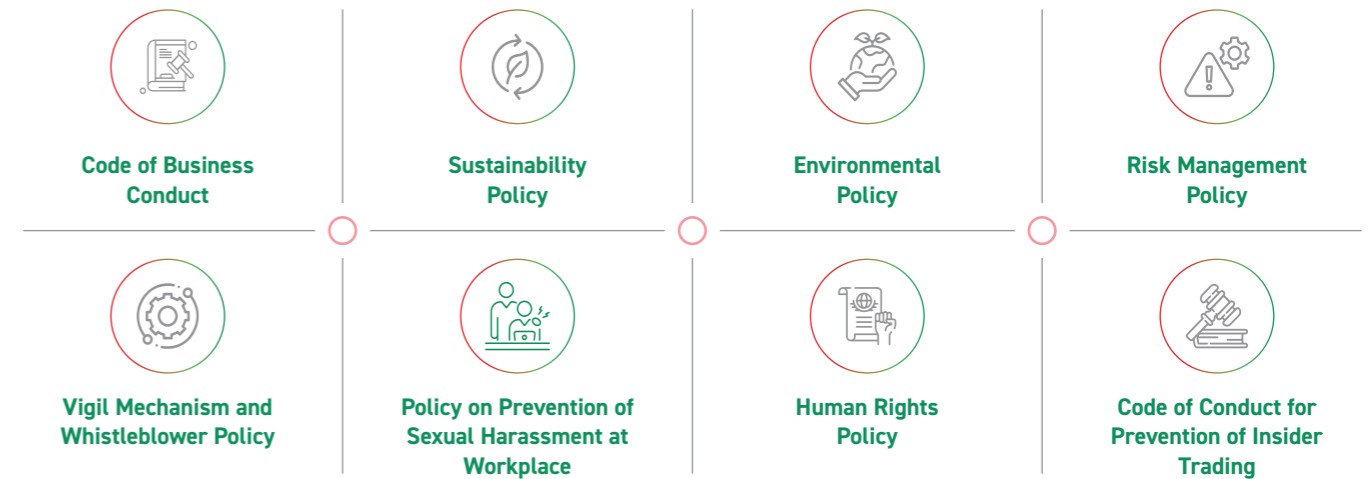 Code of Business
Conduct
Sustainability
Policy
Environmental
Policy
Risk Management
Policy
Vigil Mechanism and
Whistleblower Policy
Policy on Prevention of
Sexual Harassment at
Workplace
Human Rights
Policy
Code of Conduct for
Prevention of Insider
Trading